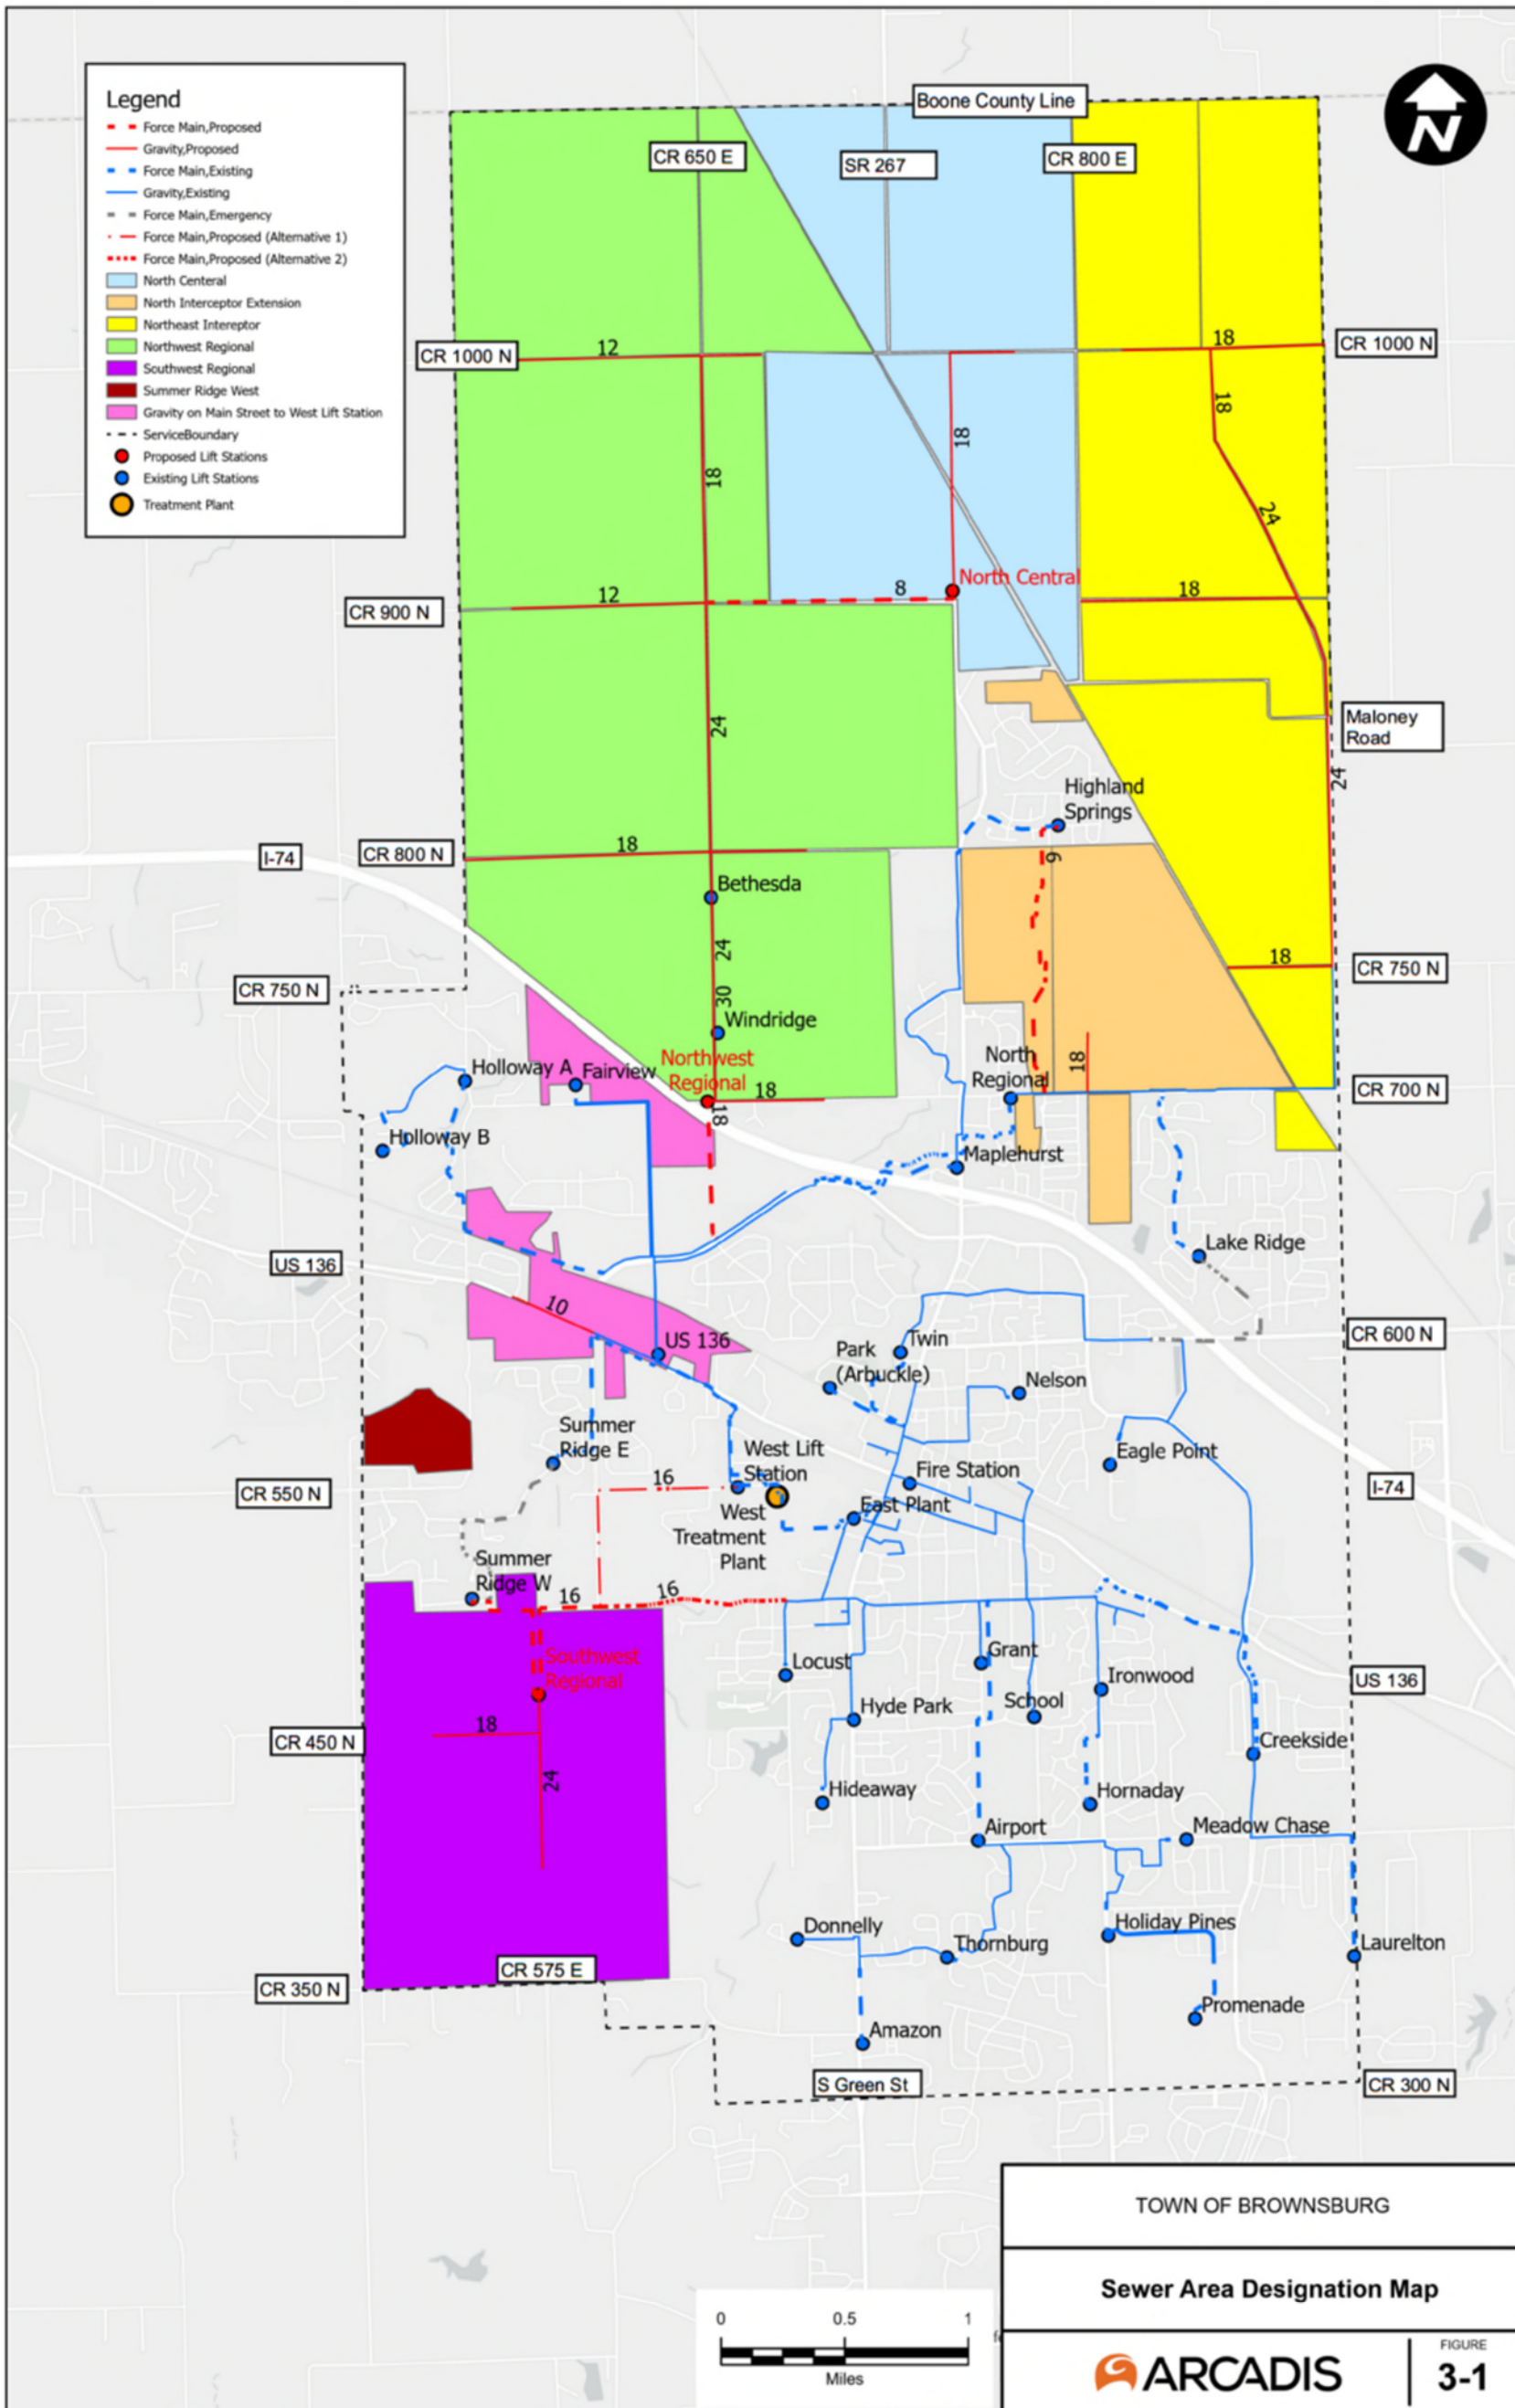 Legend
Force Main,Proposed
Gravity,Proposed
Force Main,Existing
Gravity,Existing
Force Main,Emergency
Force Main,Proposed (Alternative 1)
Force Main,Proposed (Alternative 2)
North Centeral
North Interceptor Extension
Northeast Intereptor
Northwest Regional
Southwest Regional
Summer Ridge West
Gravity on Main Street to West Lift Station
ServiceBoundary
Proposed Lift Stations
Existing Lift Stations
Treatment Plant
N
Boone County Line
CR 650 E
SR 267
CR 800 E
CR 1000 N
12
18
CR 1000 N
18
18
18
24
North Central
8
12
18
CR 900 N
24
Maloney
Road
24
Highland
Springs
I-74
CR 800 N
18
6
Bethesda
24
18
CR 750 N
CR 750 N
30
Windridge
Northwest
Regional
18
18
North
Regional
18
CR 700 N
Holloway A
Fairview
Holloway B
Maplehurst
Lake Ridge
US 136
10
US 136
Park
(Arbuckle)
Twin
Nelson
CR 600 N
Summer
Ridge E
West Lift
Station
Fire Station
Eagle Point
CR 550 N
16
East Plant
I-74
West
Treatment
Plant
Summer
Ridge W
16
16
Southwest
Regional
Locust
Grant
Ironwood
US 136
18
Hyde Park
School
CR 450 N
Creekside
24
Hideaway
Hornaday
Airport
Meadow Chase
Donnelly
Thornburg
Holiday Pines
Laurelton
CR 575 E
CR 350 N
Promenade
Amazon
S Green St
CR 300 N
TOWN OF BROWNSBURG
Sewer Area Designation Map
0
0.5
1
Miles
ARCADIS
FIGURE
3-1